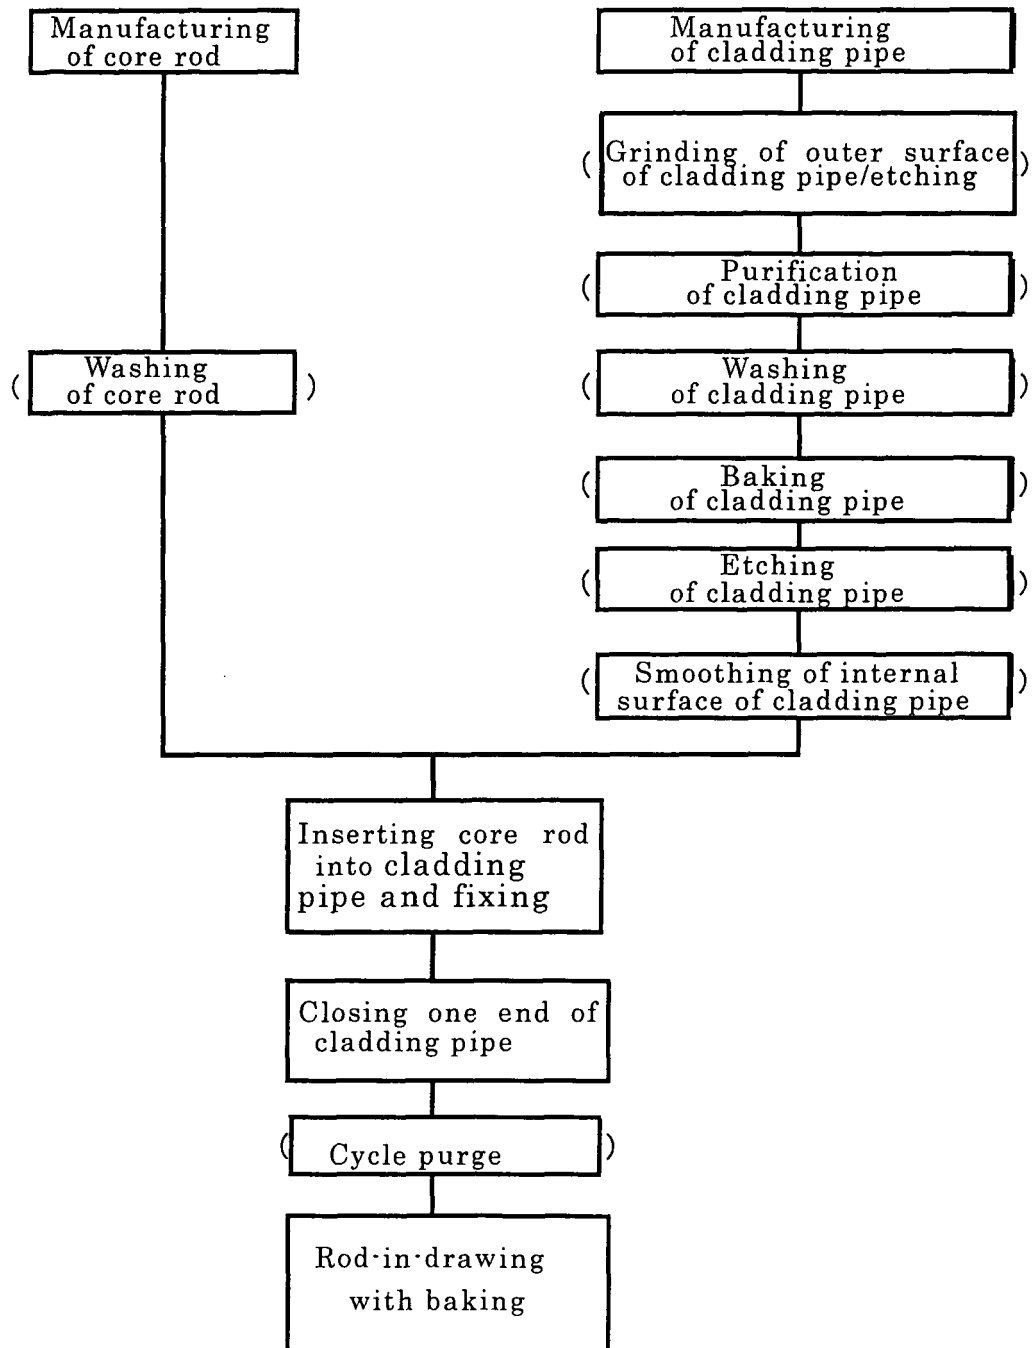 Manufacturing
of core rod
Manufacturing
of cladding pipe
( Grinding of outer surface )
of cladding pipe/etching
Purification
( of cladding pipe )
Washing
( of core rod )
Washing
( of cladding pipe )
Baking
( of cladding pipe )
Etching
( of cladding pipe )
( Smoothing of internal )
surface of cladding pipe
Inserting core rod
into cladding
pipe and fixing
Closing one end of
cladding pipe
( Cycle purge )
Rod-in-drawing
with baking